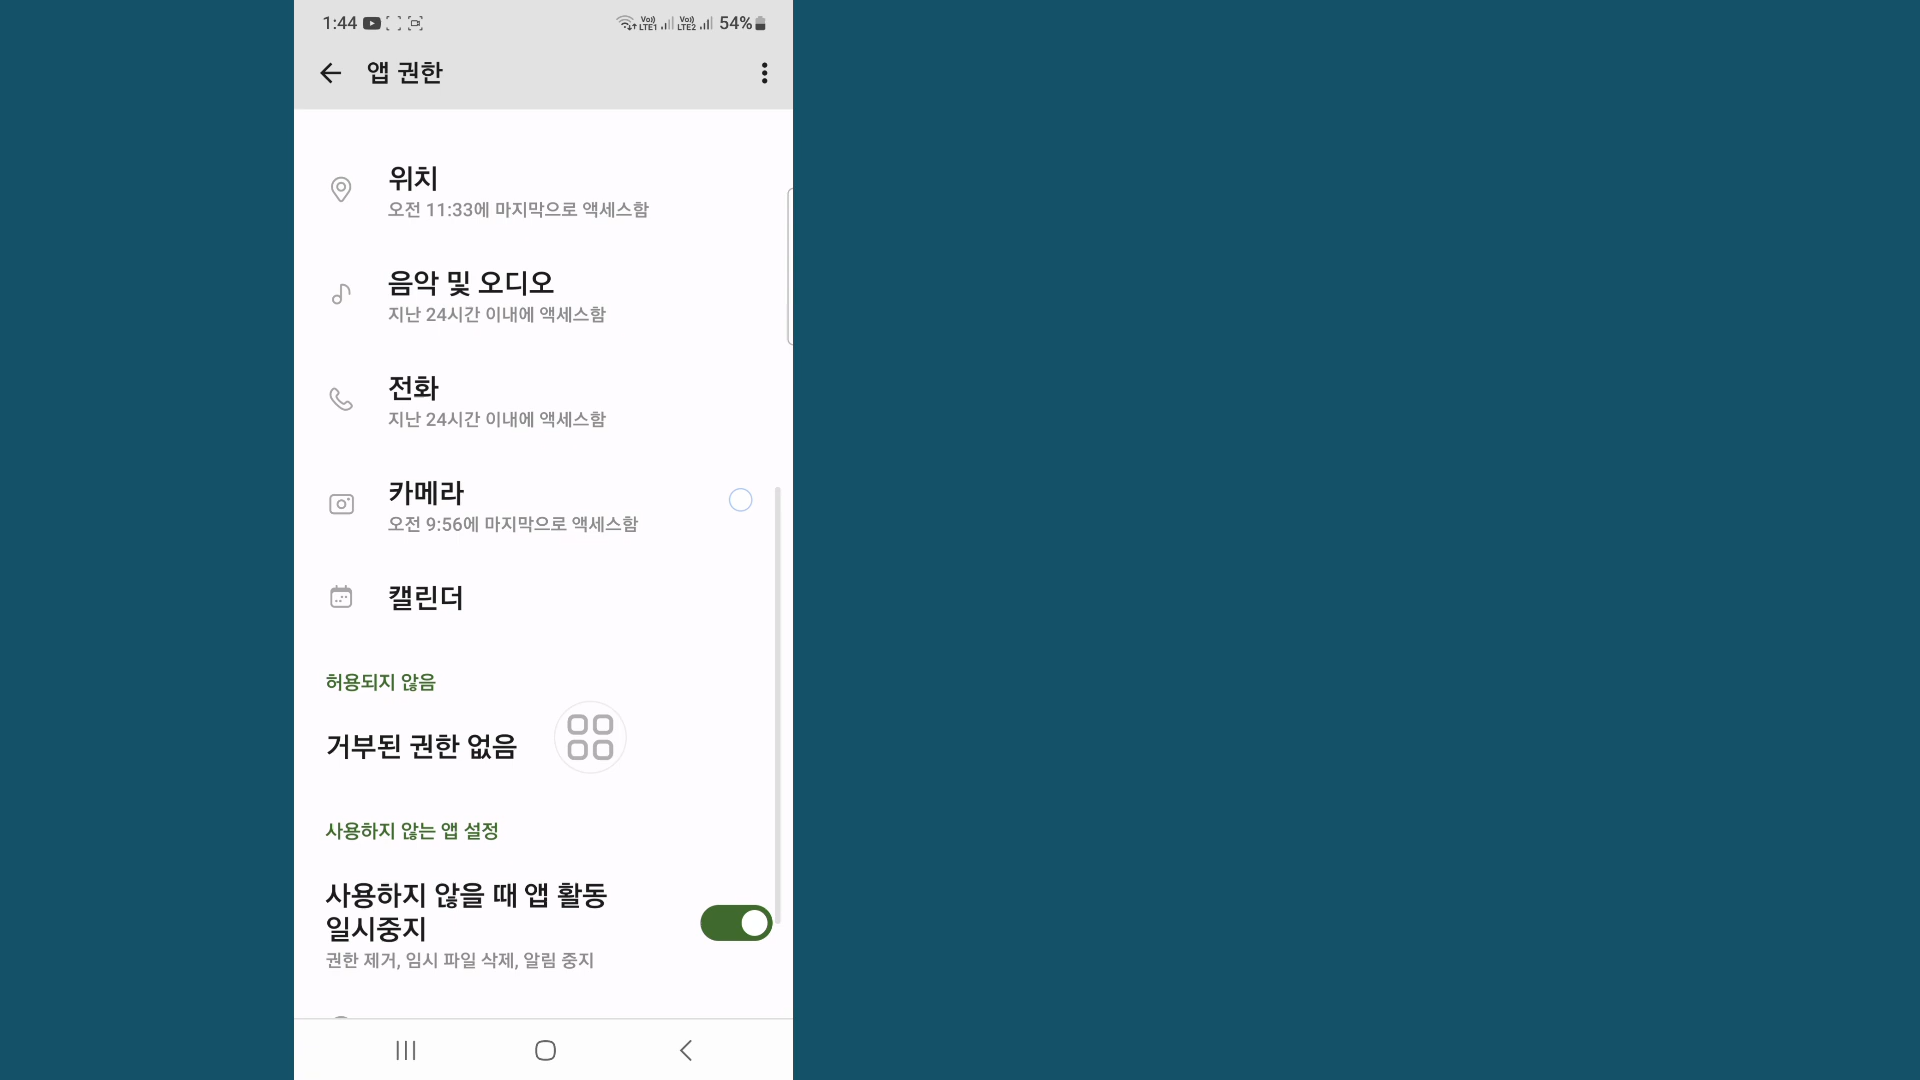 1:44
Vo)) LTE1 Vo)) LTE2 54%
앱 권한
위치
오전 11:33에 마지막으로 액세스함
음악 및 오디오
지난 24시간 이내에 액세스함
전화
지난 24시간 이내에 액세스함
카메라
오전 9:56에 마지막으로 액세스함
캘린더
허용되지 않음
거부된 권한 없음
사용하지 않는 앱 설정
사용하지 않을 때 앱 활동
일시중지
권한 제거, 임시 파일 삭제, 알림 중지